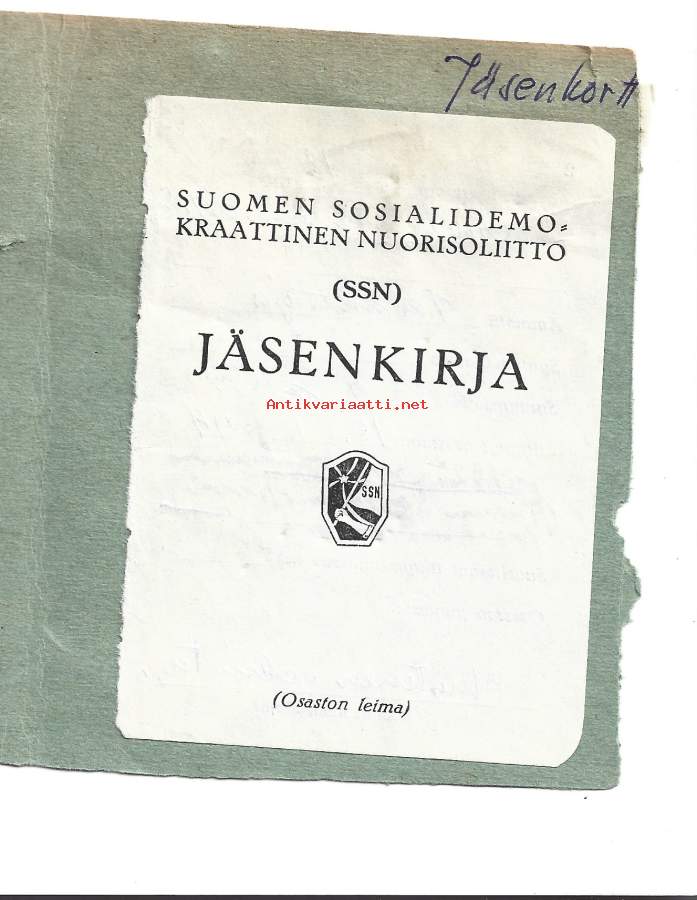 Jäsenkortti
SUOMEN SOSIALIDEMO-
KRAATTINEN NUORISOLIITTO
(SSN)
JÄSENKIRJA
Antikvariaatti.net
SSN
(Osaston leima)